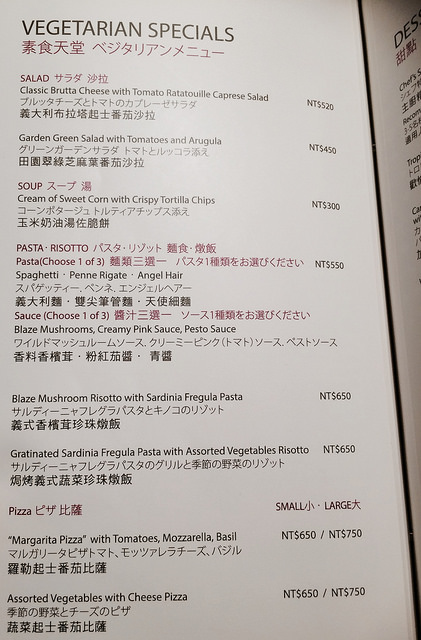 VEGETARIAN SPECIALS
素食天堂 ベジタリアンメニュー
SALAD サラダ 沙拉
Classic Brutta Cheese with Tomato Ratatouille Caprese Salad NT$520
ブルッタチーズとトマトのカプレーゼサラダ
義大利布拉塔起士番茄沙拉
Garden Green Salad with Tomatoes and Arugula NT$450
グリーンガーデンサラダ トマトとルッコラ添え
田園翠綠芝麻葉番茄沙拉
SOUP スープ 湯
Cream of Sweet Corn with Crispy Tortilla Chips NT$300
コーンポタージュ トルティアチップス添え
玉米奶油湯佐脆餅
PASTA · RISOTTO パスタ · リゾット 麵食 · 燉飯
Pasta(Choose 1 of 3) 麵類三選一 パスタ1種類をお選びください NT$550
Spaghetti · Penne Rigate · Angel Hair
スパゲッティー、ペンネ、エンジェルヘアー
義大利麵 · 雙尖筆管麵 · 天使細麵
Sauce (Choose 1 of 3) 醬汁三選一 ソース1種類をお選びください
Blaze Mushrooms, Creamy Pink Sauce, Pesto Sauce
ワイルドマッシュルームソース、クリーミーピンク(トマト)ソース、ペストソース
香料香檳茸 · 粉紅茄醬 · 青醬
Blaze Mushroom Risotto with Sardinia Fregula Pasta NT$650
サルディーニャフレグラパスタとキノコのリゾット
義式香檳茸珍珠燉飯
Gratinated Sardinia Fregula Pasta with Assorted Vegetables Risotto NT$650
サルディーニャフレグラパスタのグリルと季節の野菜のリゾット
焗烤義式蔬菜珍珠燉飯
Pizza ピザ 比薩 SMALL小 · LARGE大
"Margarita Pizza" with Tomatoes, Mozzarella, Basil NT$650 / NT$750
マルガリータピザトマト、モッツァレラチーズ、バジル
羅勒起士番茄比薩
Assorted Vegetables with Cheese Pizza NT$650 / NT$750
季節の野菜とチーズのピザ
蔬菜起士番茄比薩
DES
甜點
Chef's S